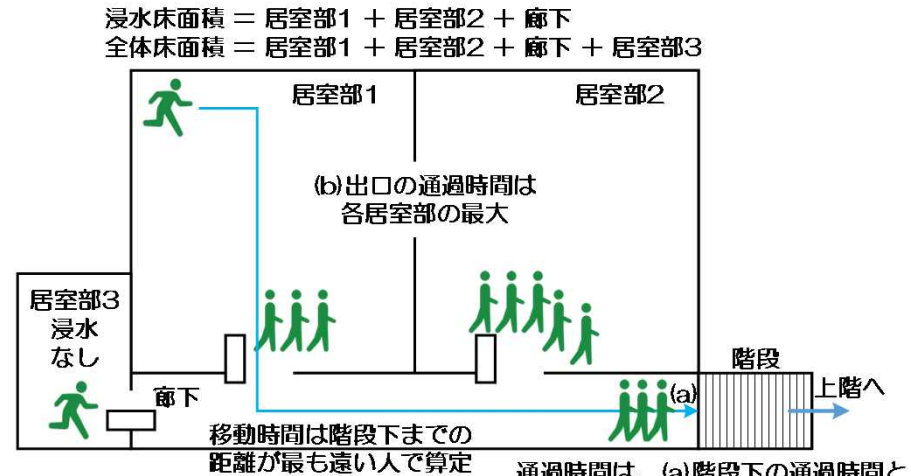 浸水床面積 ＝ 居室部1 ＋ 居室部2 ＋ 廊下
全体床面積 ＝ 居室部1 ＋ 居室部2 ＋ 廊下 ＋ 居室部3
居室部1
居室部2
(b)出口の通過時間は
各居室部の最大
居室部3
浸水
なし
廊下
階段
(a)
上階へ
移動時間は階段下までの
距離が最も遠い人で算定
通過時間は、(a)階段下の通過時間と